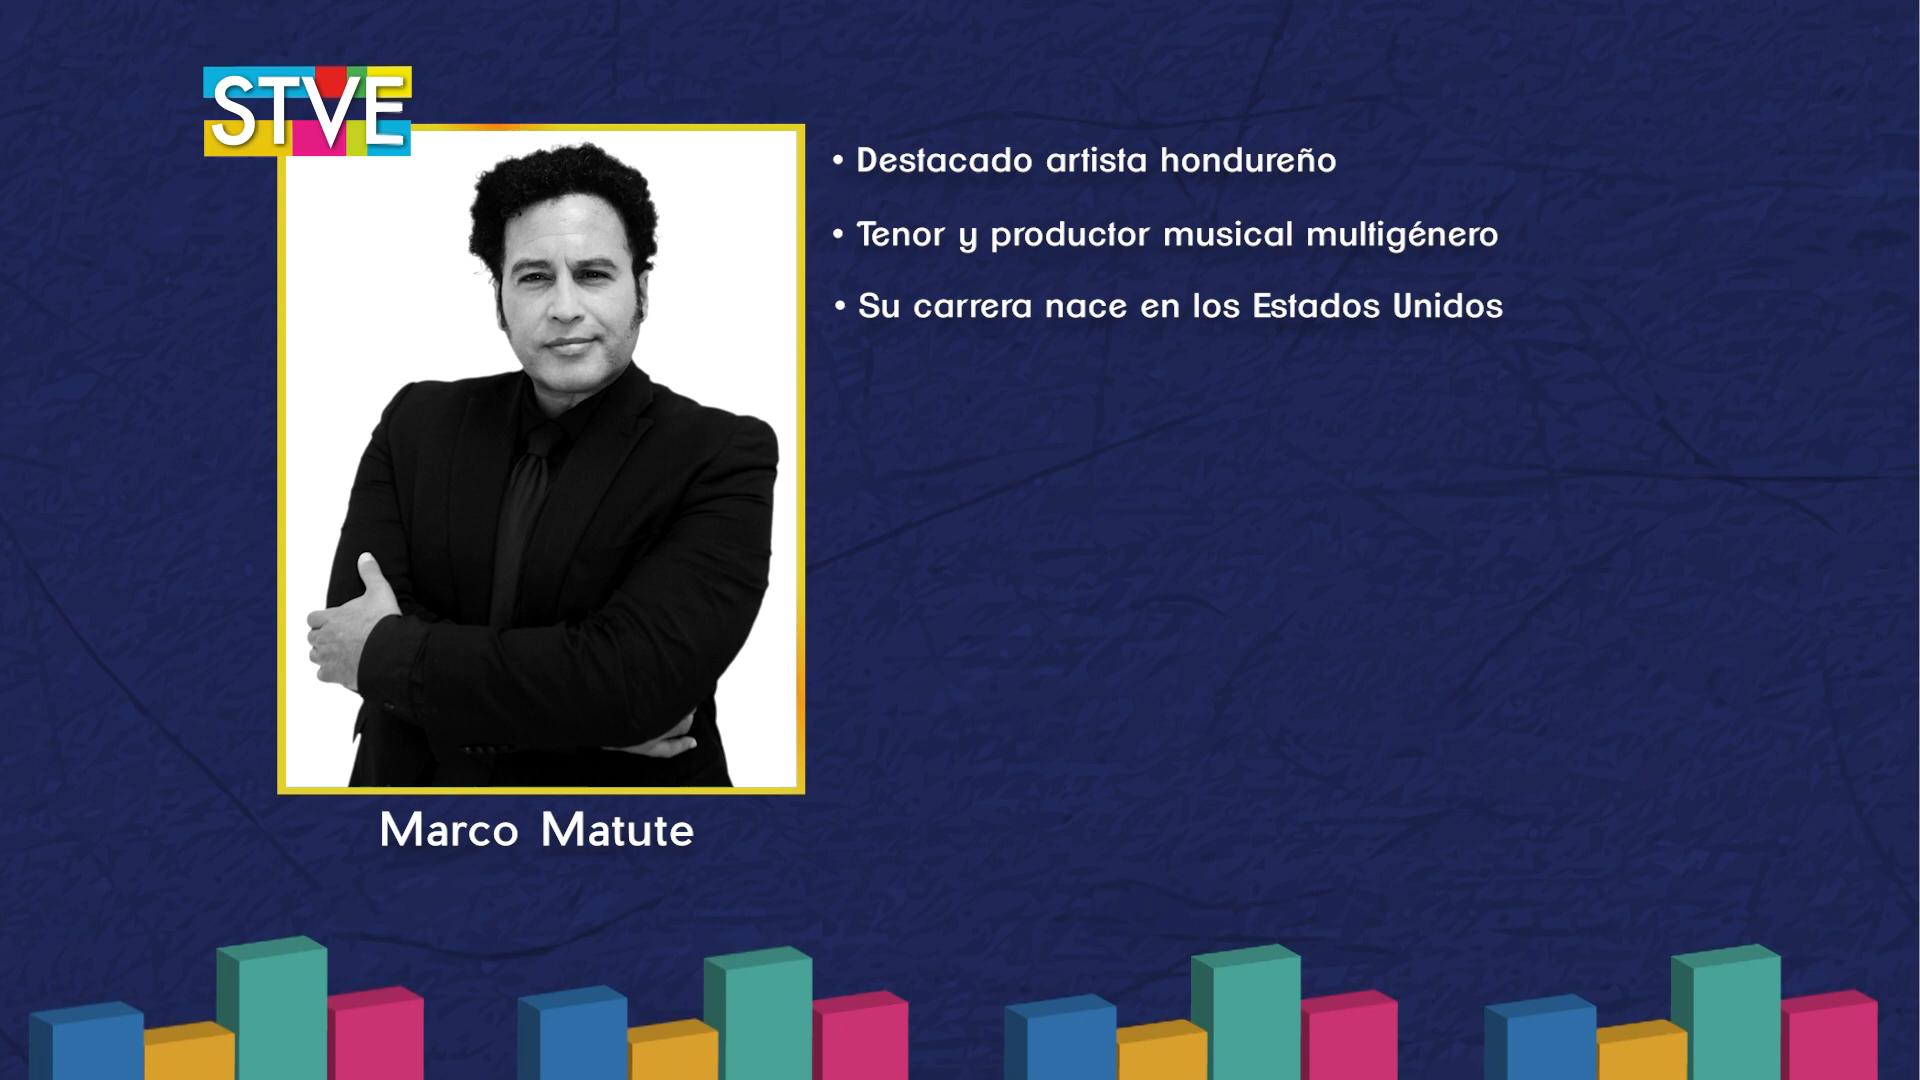 STVE
• Destacado artista hondureño
• Tenor y productor musical multigénero
• Su carrera nace en los Estados Unidos
Marco Matute